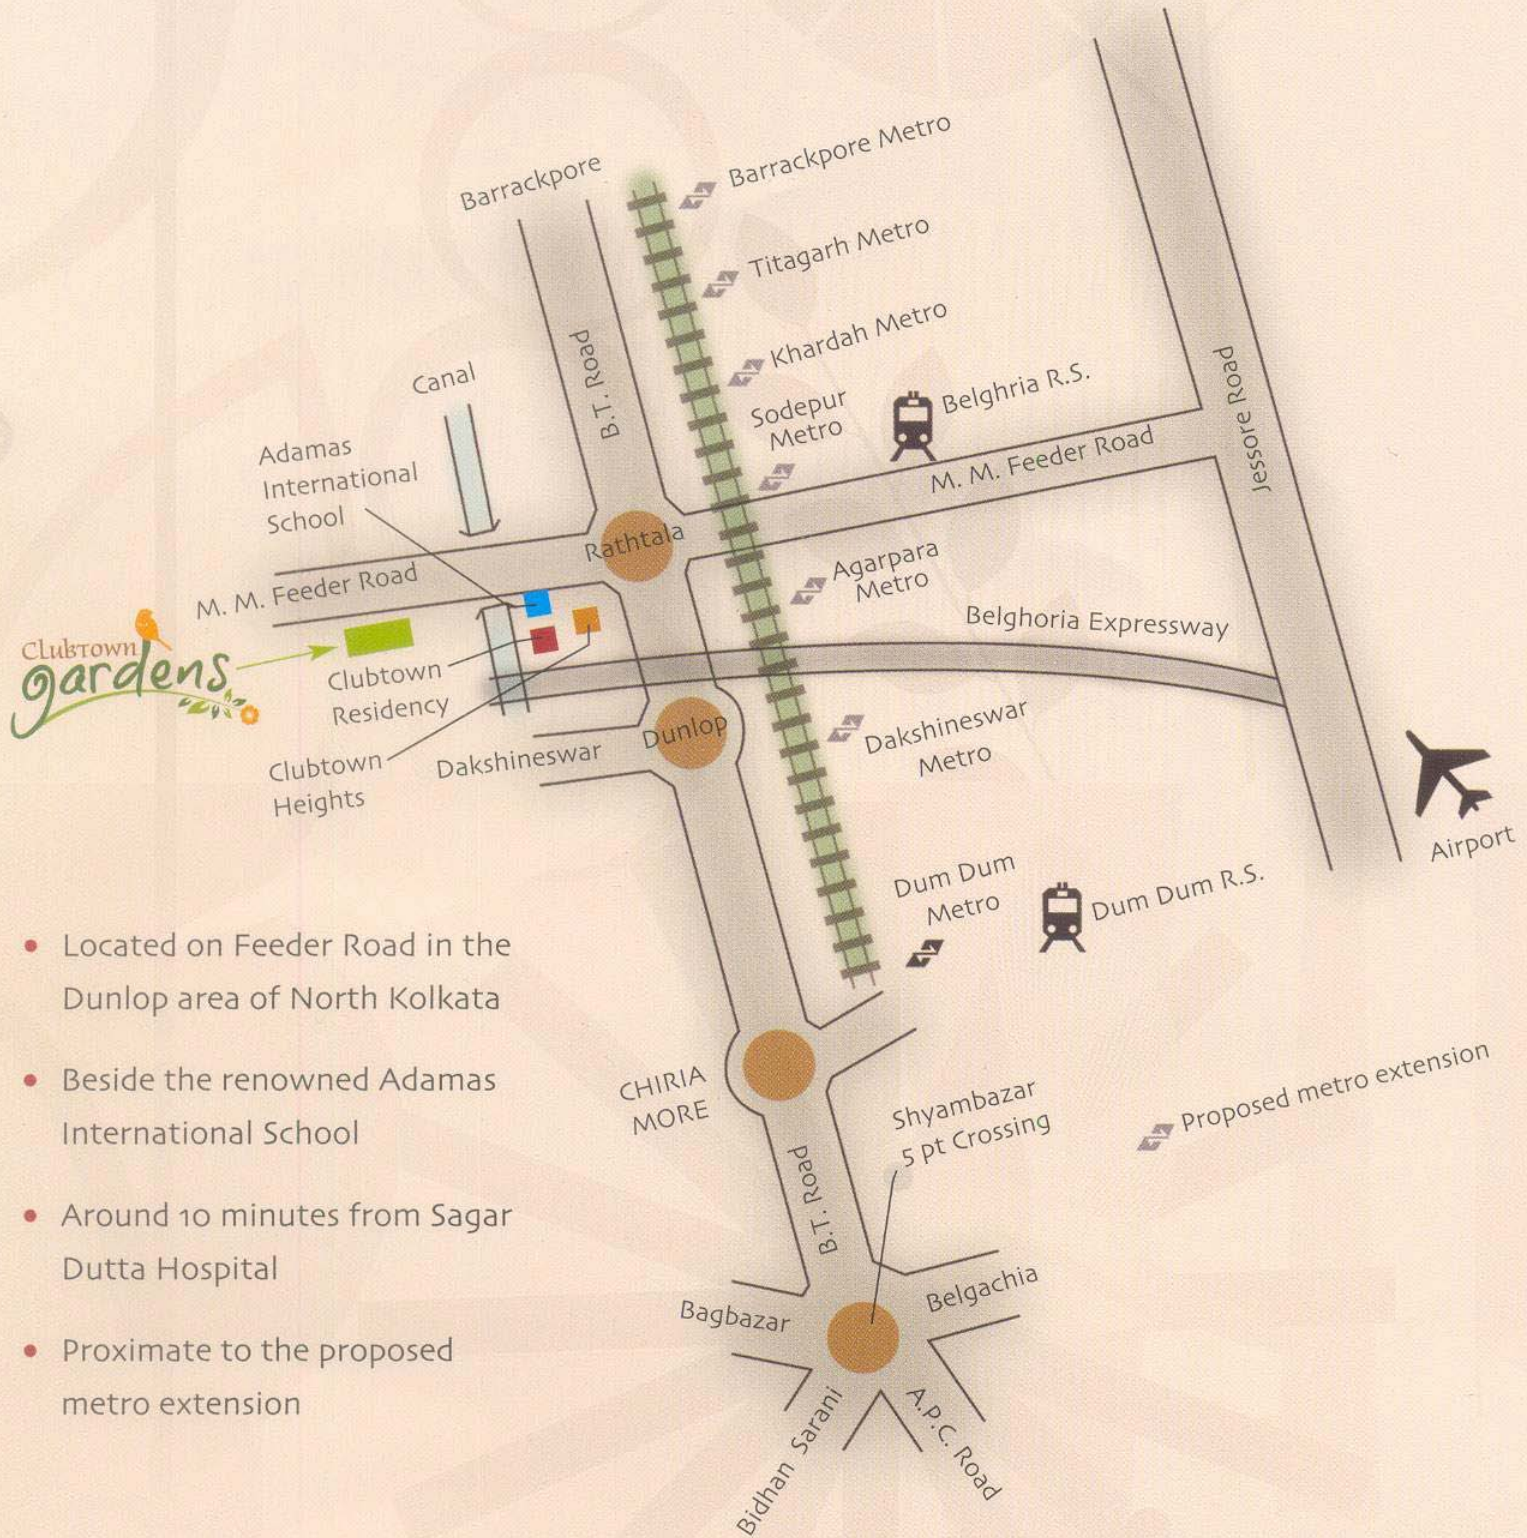 Barrackpore
Barrackpore Metro
Titagarh Metro
Khardah Metro
Sodepur
Metro
Belghria R.S.
M. M. Feeder Road
Jessore Road
B.T. Road
Canal
Adamas
International
School
Rathtala
M. M. Feeder Road
Agarpara
Metro
Belghoria Expressway
Clubtown
gardens
Clubtown
Residency
Clubtown
Heights
Dakshineswar
Dunlop
Dakshineswar
Metro
Airport
Dum Dum
Metro
Dum Dum R.S.
CHIRIA
MORE
Shyambazar
5 pt Crossing
Proposed metro extension
B.T. Road
Bagbazar
Belgachia
Bidhan Sarani
A.P.C. Road
• Located on Feeder Road in the
Dunlop area of North Kolkata
• Beside the renowned Adamas
International School
• Around 10 minutes from Sagar
Dutta Hospital
• Proximate to the proposed
metro extension